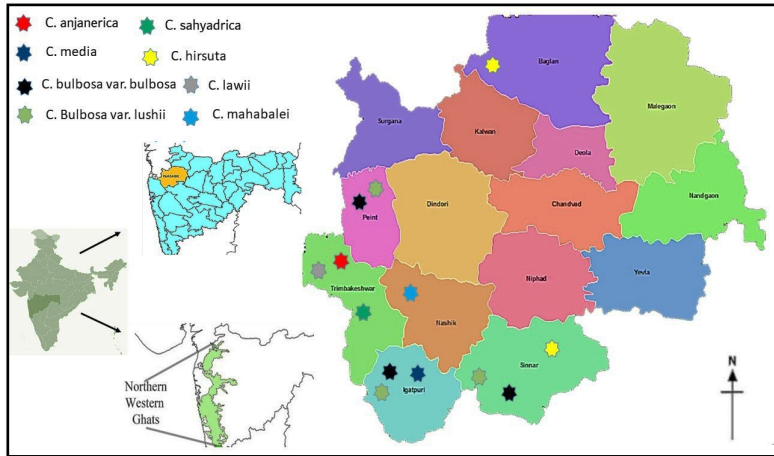 C. anjanerica
C. sahyadrica
C. media
C. hirsuta
C. bulbosa var. bulbosa
C. lawii
C. Bulbosa var. lushii
C. mahabalei
Baglan
Malegaon
Surgana
Kalwan
Deola
Nandgaon
Peint
Dindori
Chandvad
Trimbakeshwar
Niphad
Yevla
Nashik
Sinnar
Igatpuri
N
Northern
Western
Ghats